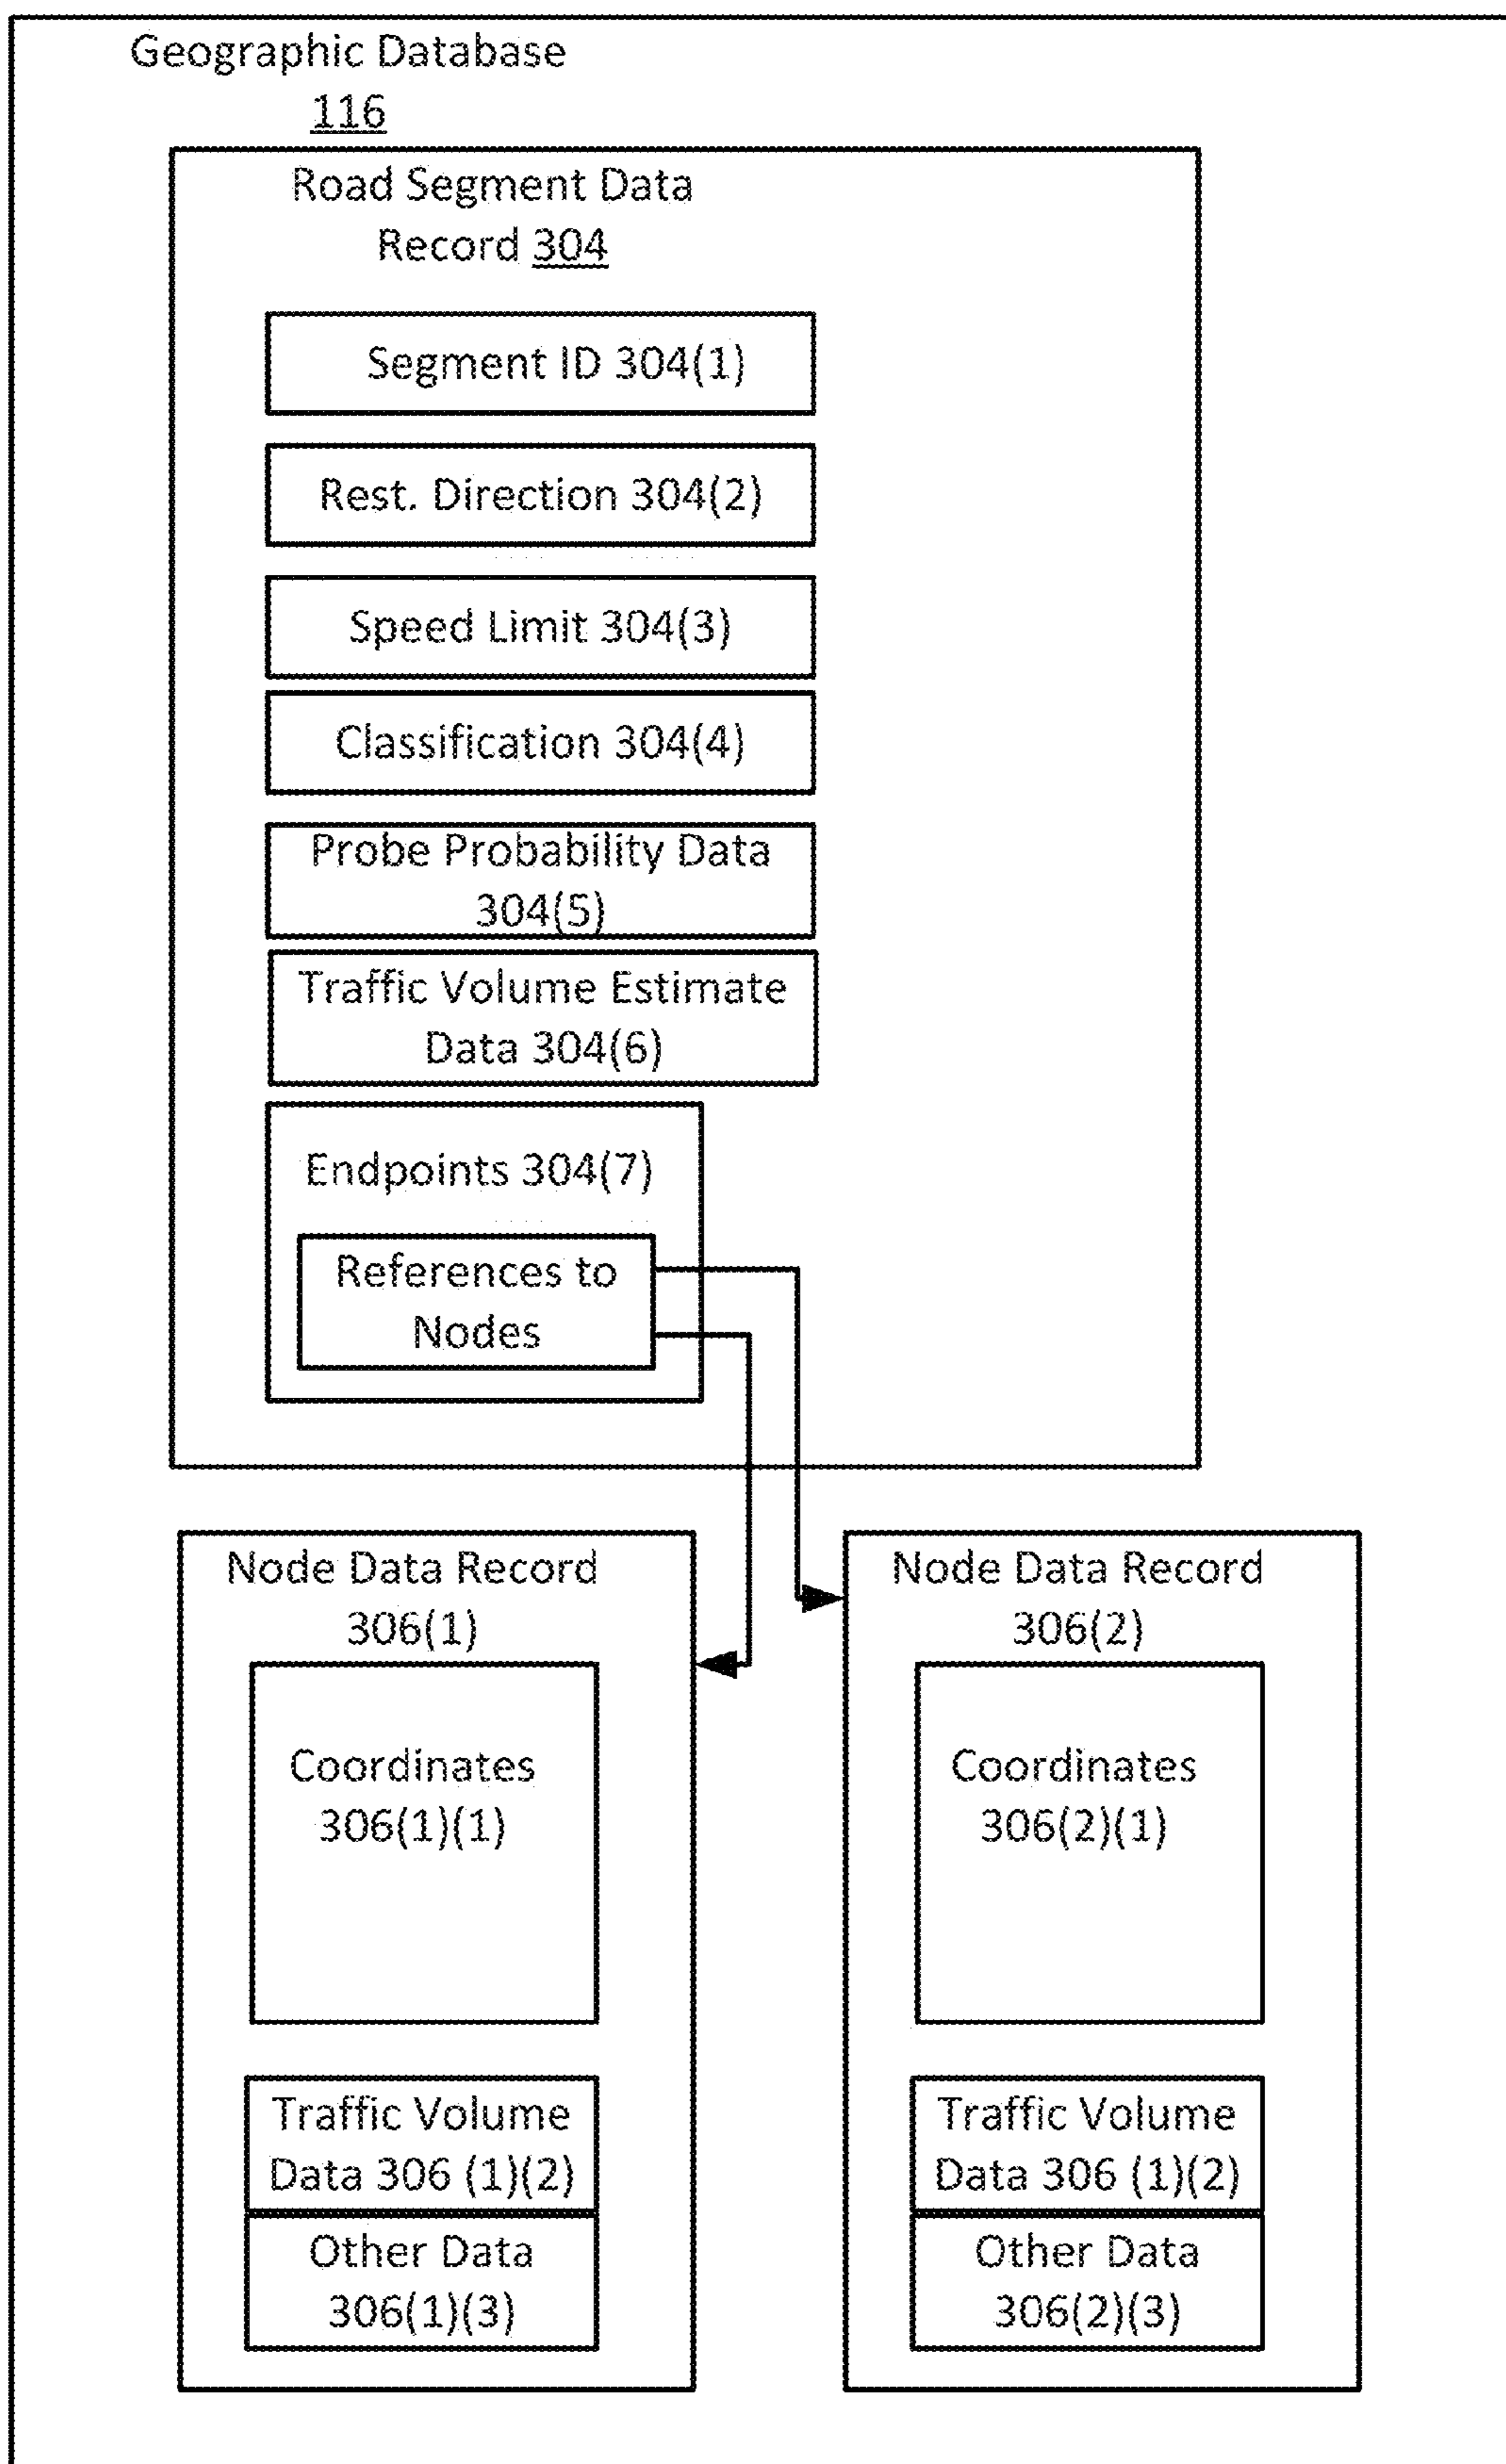 Geographic Database
116
Road Segment Data
Record 304
Segment ID 304(1)
Rest. Direction 304(2)
Speed Limit 304(3)
Classification 304(4)
Probe Probability Data
304(5)
Traffic Volume Estimate
Data 304(6)
Endpoints 304(7)
References to
Nodes
Node Data Record
306(1)
Coordinates
306(1)(1)
Traffic Volume
Data 306 (1)(2)
Other Data
306(1)(3)
Node Data Record
306(2)
Coordinates
306(2)(1)
Traffic Volume
Data 306 (1)(2)
Other Data
306(2)(3)